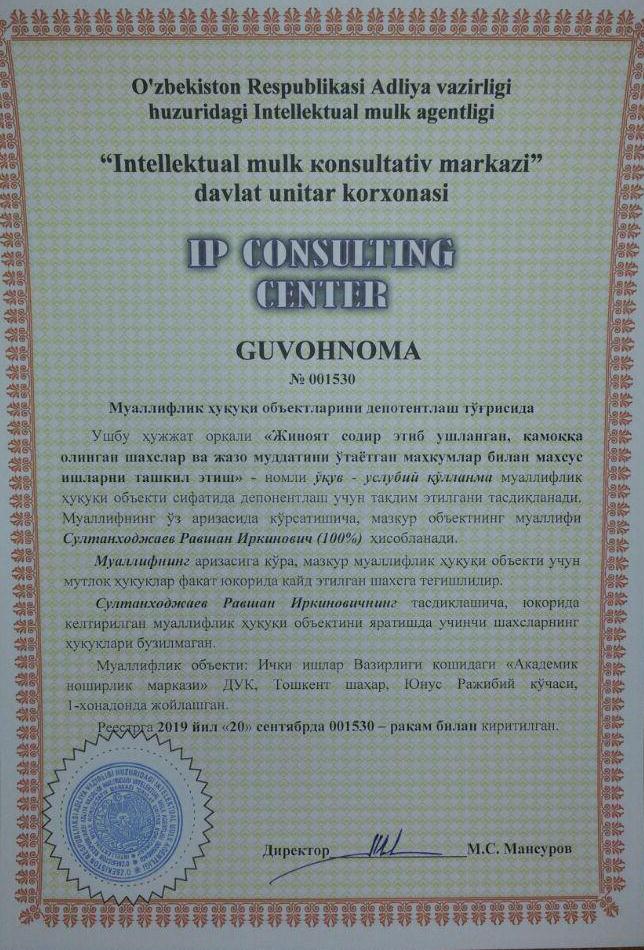 O'zbekiston Respublikasi Adliya vazirligi
huzuridagi Intellektual mulk agentligi
“Intellektual mulk konsultativ markazi”
davlat unitar korxonasi
IP CONSULTING
CENTER
GUVOHNOMA
№ 001530
Муаллифлик ҳуқуқи объектларини депотентлаш тўғрисида
Ушбу ҳужжат орқали «Жиноят содир этиб ушланган, қамоққа
олинган шахслар ва жазо муддатини ўтаётган маҳкумлар билан махсус
ишларни ташкил этиш» - номли ўқув - услубий қўлланма муаллифлик
ҳуқуқи объекти сифатида депонентлаш учун тақдим этилгани тасдиқланади.
Муаллифнинг ўз аризасида кўрсатишича, мазкур объектнинг муаллифи
Султанходжаев Равшан Иркинович (100%) ҳисобланади.
Муаллифнинг аризасига кўра, мазкур муаллифлик ҳуқуқи объекти учун
мутлоқ ҳуқуқлар фақат юқорида қайд этилган шахсга тегишлидир.
Султанходжаев Равшан Иркиновичнинг тасдиқлашича, юқорида
келтирилган муаллифлик ҳуқуқи объектини яратишда учинчи шахсларнинг
ҳуқуқлари бузилмаган.
Муаллифлик объекти: Ички ишлар Вазирлиги қошидаги «Академик
ноширлик маркази» ДУК, Тошкент шаҳар, Юнус Ражибий кўчаси,
1-хонадонда жойлашган.
Реестрга 2019 йил «20» сентябрда 001530 – рақам билан киритилган.
Директор М.С. Мансуров